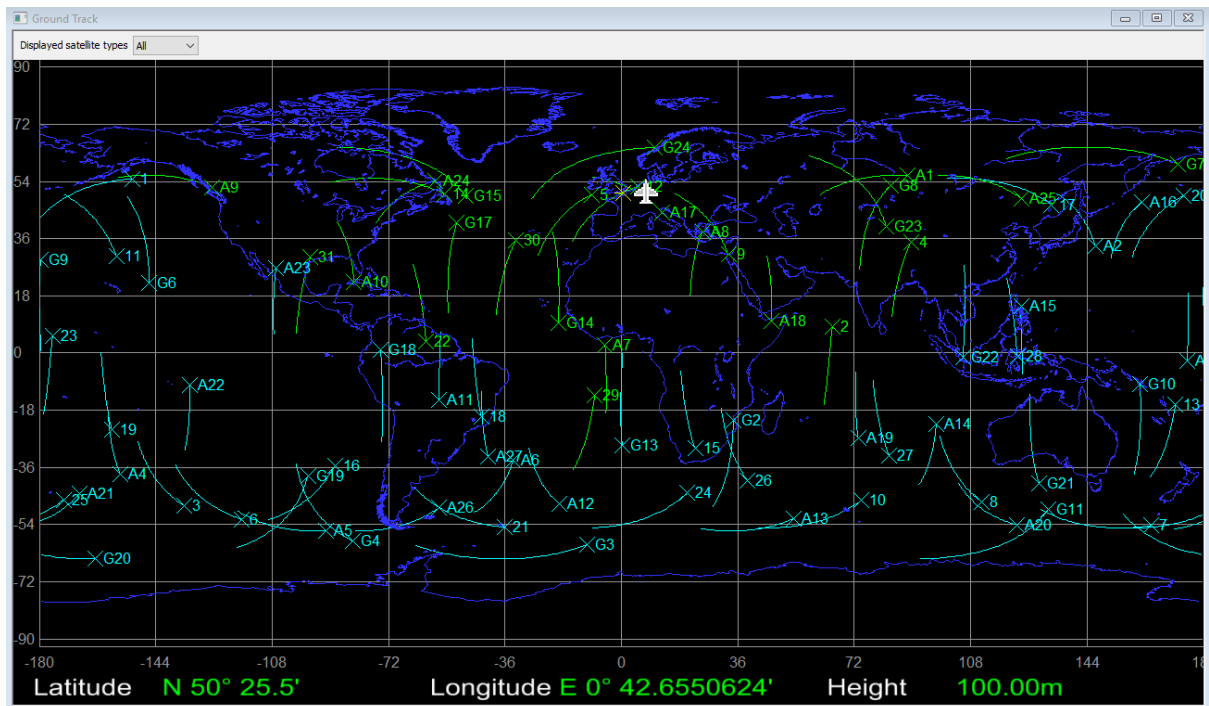 Ground Track
Displayed satellite types All
90
72 G24
54 1 A9 A24 14 G15 5 2 G8 A1 A25 17 A16 20 G7
36 G17 30 A17 A8 9 G23 4 A2
G9 11 G6 A23 31 A10
18 G14 A18 2 A15
23 G18 22 A7 G22 28 A
0
A22 A11 18 29 G2 G10 13
-18
19 G13 15 A19 27 A14
-36 A4 16 G19 A27 A6 26 G21
25 A21 3 6 A26 21 A12 24 A13 10 8 A20 G11 7
-54 A5 G4 G3
G20
-72
-90
-180 -144 -108 -72 -36 0 36 72 108 144 18
Latitude N 50° 25.5' Longitude E 0° 42.6550624' Height 100.00m